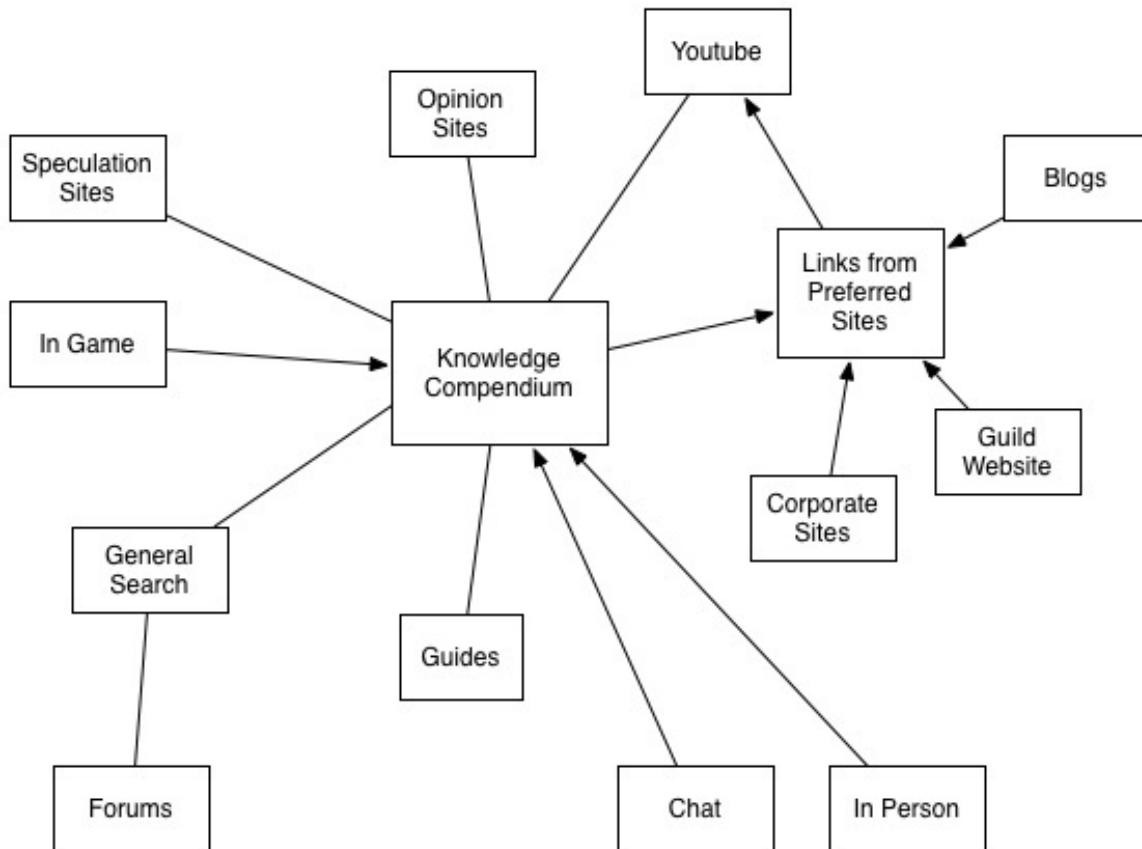 Youtube
Opinion
Sites
Speculation
Sites
Blogs
Links from
Preferred
Sites
In Game
Knowledge
Compendium
Guild
Website
Corporate
Sites
General
Search
Guides
Forums
Chat
In Person